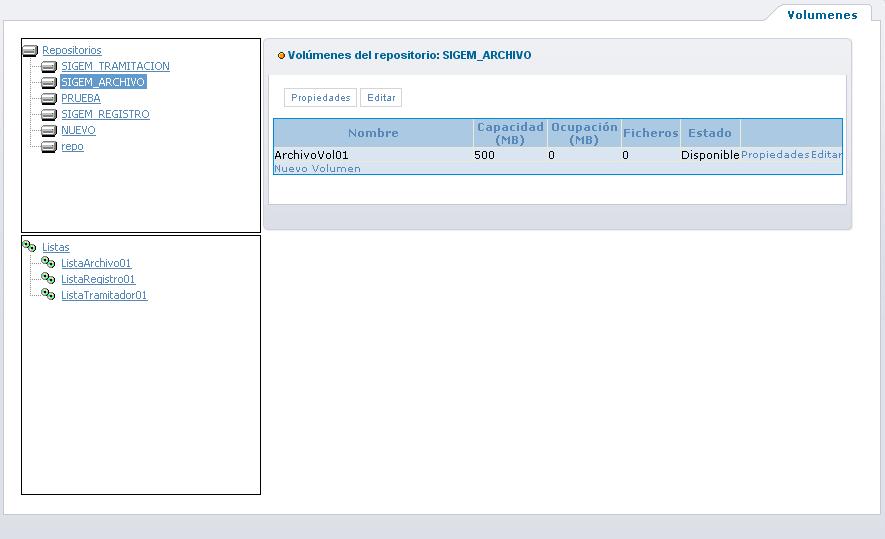 Volumenes
Repositorios
SIGEM_TRAMITACION
SIGEM_ARCHIVO
PRUEBA
SIGEM_REGISTRO
NUEVO
repo
Listas
ListaArchivo01
ListaRegistro01
ListaTramitador01
Volúmenes del repositorio: SIGEM_ARCHIVO
Propiedades Editar
Nombre Capacidad (MB) Ocupación (MB) Ficheros Estado
ArchivoVol01 500 0 0 Disponible Propiedades Editar
Nuevo Volumen